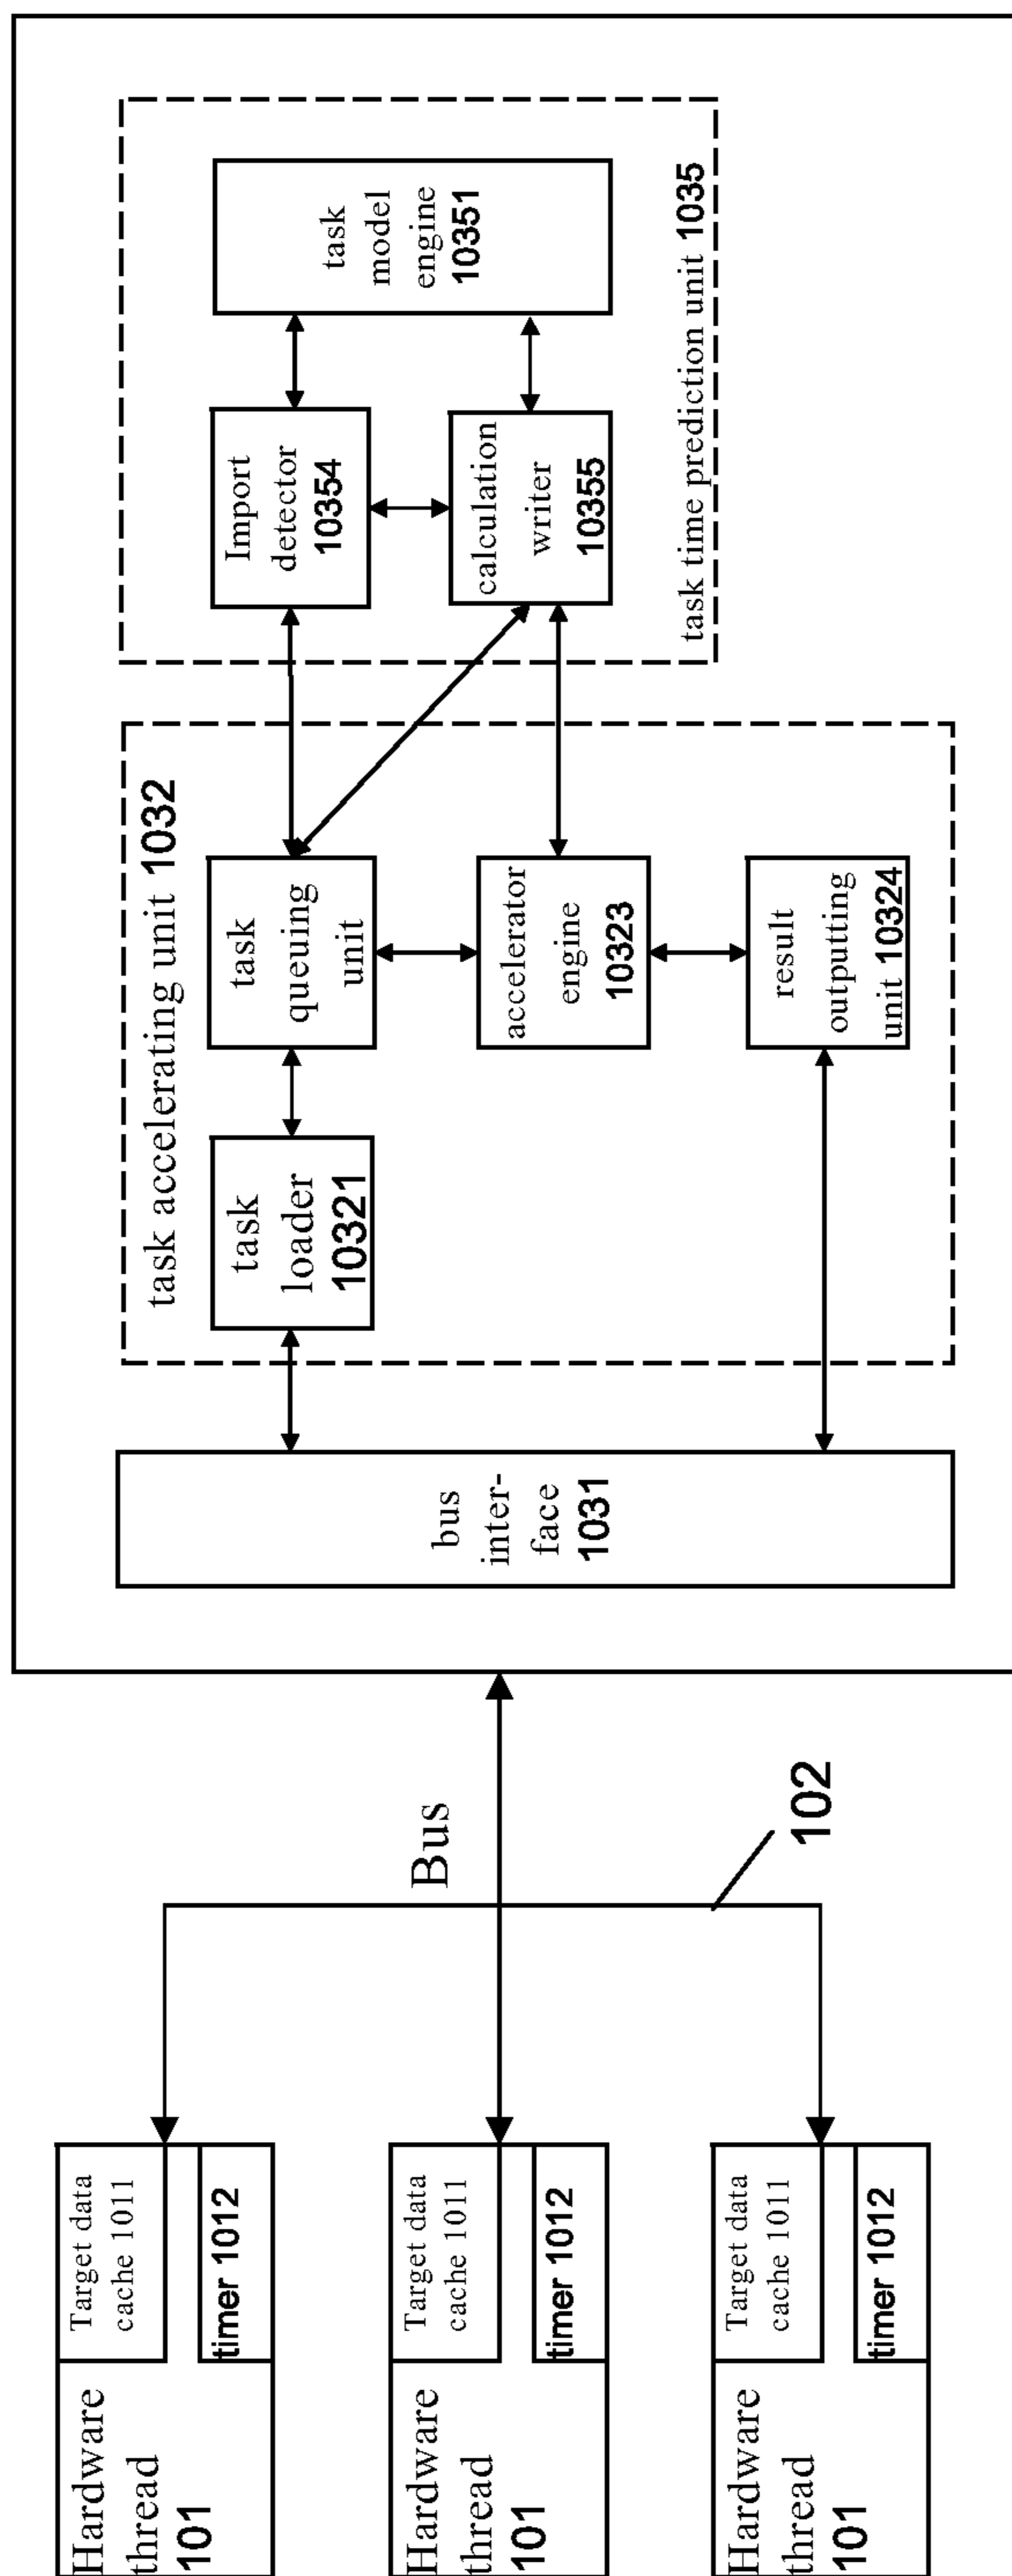 Hardware
thread
101
Target data
cache 1011
timer 1012
Hardware
thread
101
Target data
cache 1011
timer 1012
Hardware
thread
101
Target data
cache 1011
timer 1012
Bus
102
bus
inter-
face
1031
task accelerating unit 1032
task
loader
10321
task
queuing
unit
accelerator
engine
10323
result
outputting
unit 10324
Import
detector
10354
calculation
writer
10355
task
model
engine
10351
task time prediction unit 1035